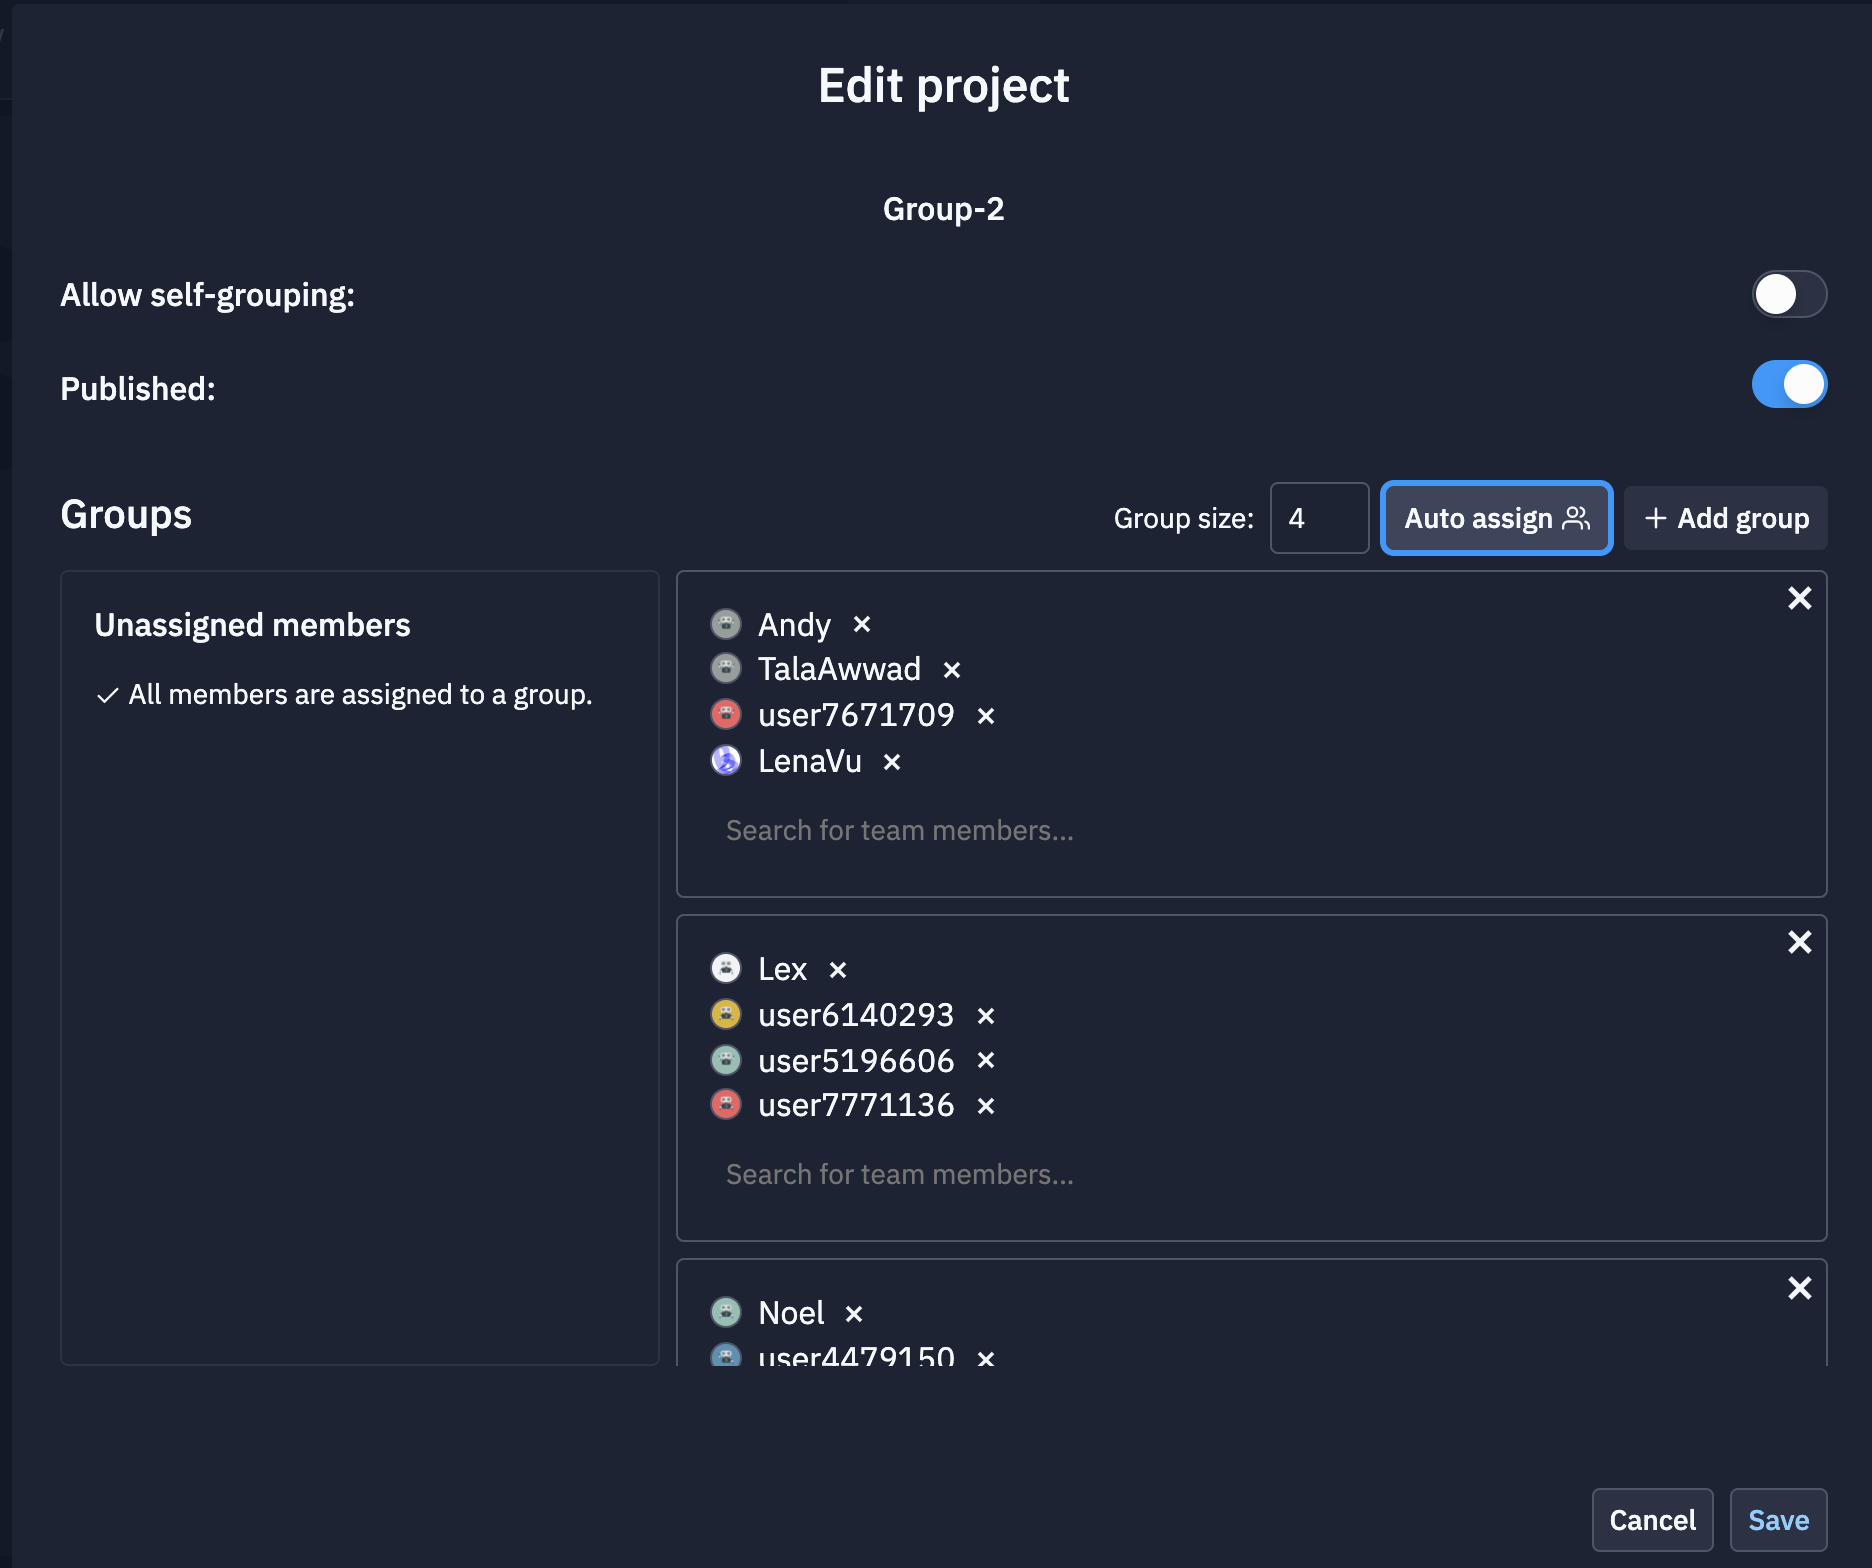 Edit project
Group-2
Allow self-grouping:
Published:
Groups
Group size: 4 Auto assign + Add group
Unassigned members
✓ All members are assigned to a group.
Andy ×
TalaAwwad ×
user7671709 ×
LenaVu ×
Search for team members...
Lex ×
user6140293 ×
user5196606 ×
user7771136 ×
Search for team members...
Noel ×
user4479150 ×
Cancel Save